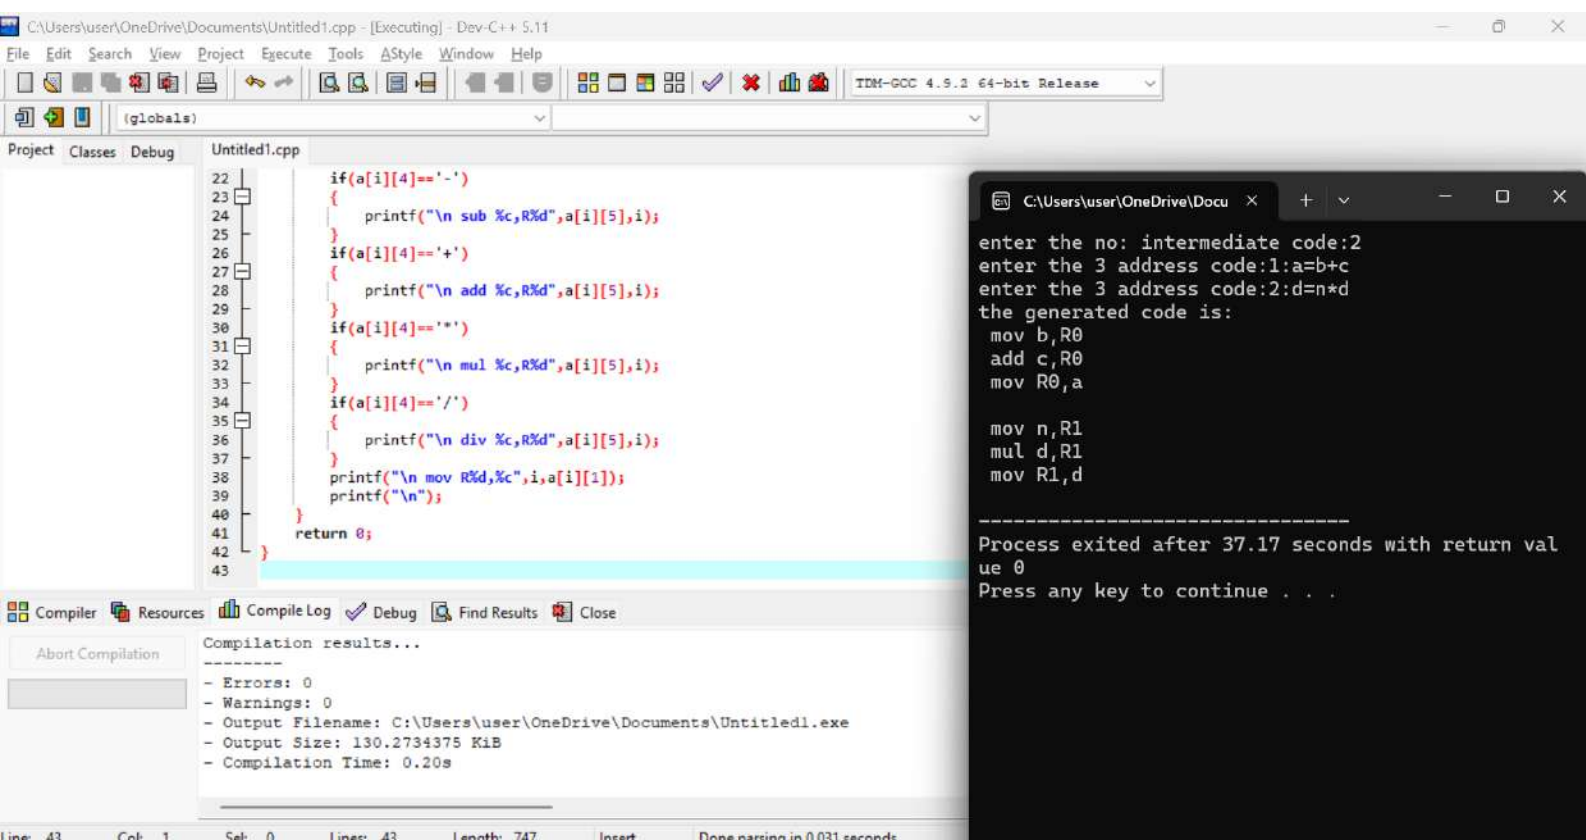 C:\Users\user\OneDrive\Documents\Untitled1.cpp - [Executing] - Dev-C++ 5.11
File Edit Search View Project Execute Tools AStyle Window Help
TDM-GCC 4.9.2 64-bit Release
(globals)
Project Classes Debug
Untitled1.cpp
22 if(a[i][4]=='-')
23 {
24 printf("\n sub %c,R%d",a[i][5],i);
25 }
26 if(a[i][4]=='+')
27 {
28 printf("\n add %c,R%d",a[i][5],i);
29 }
30 if(a[i][4]=='*')
31 {
32 printf("\n mul %c,R%d",a[i][5],i);
33 }
34 if(a[i][4]=='/')
35 {
36 printf("\n div %c,R%d",a[i][5],i);
37 }
38 printf("\n mov R%d,%c",i,a[i][1]);
39 printf("\n");
40 }
41 return 0;
42 }
43
C:\Users\user\OneDrive\Docu
enter the no: intermediate code:2
enter the 3 address code:1:a=b+c
enter the 3 address code:2:d=n*d
the generated code is:
mov b,R0
add c,R0
mov R0,a
mov n,R1
mul d,R1
mov R1,d
--------------------------------
Process exited after 37.17 seconds with return val
ue 0
Press any key to continue . . .
Compiler Resources Compile Log Debug Find Results Close
Abort Compilation
Compilation results...
--------
- Errors: 0
- Warnings: 0
- Output Filename: C:\Users\user\OneDrive\Documents\Untitled1.exe
- Output Size: 130.2734375 KiB
- Compilation Time: 0.20s
Line: 43 Col: 1 Sel: 0 Lines: 43 Length: 747 Insert Done parsing in 0.031 seconds